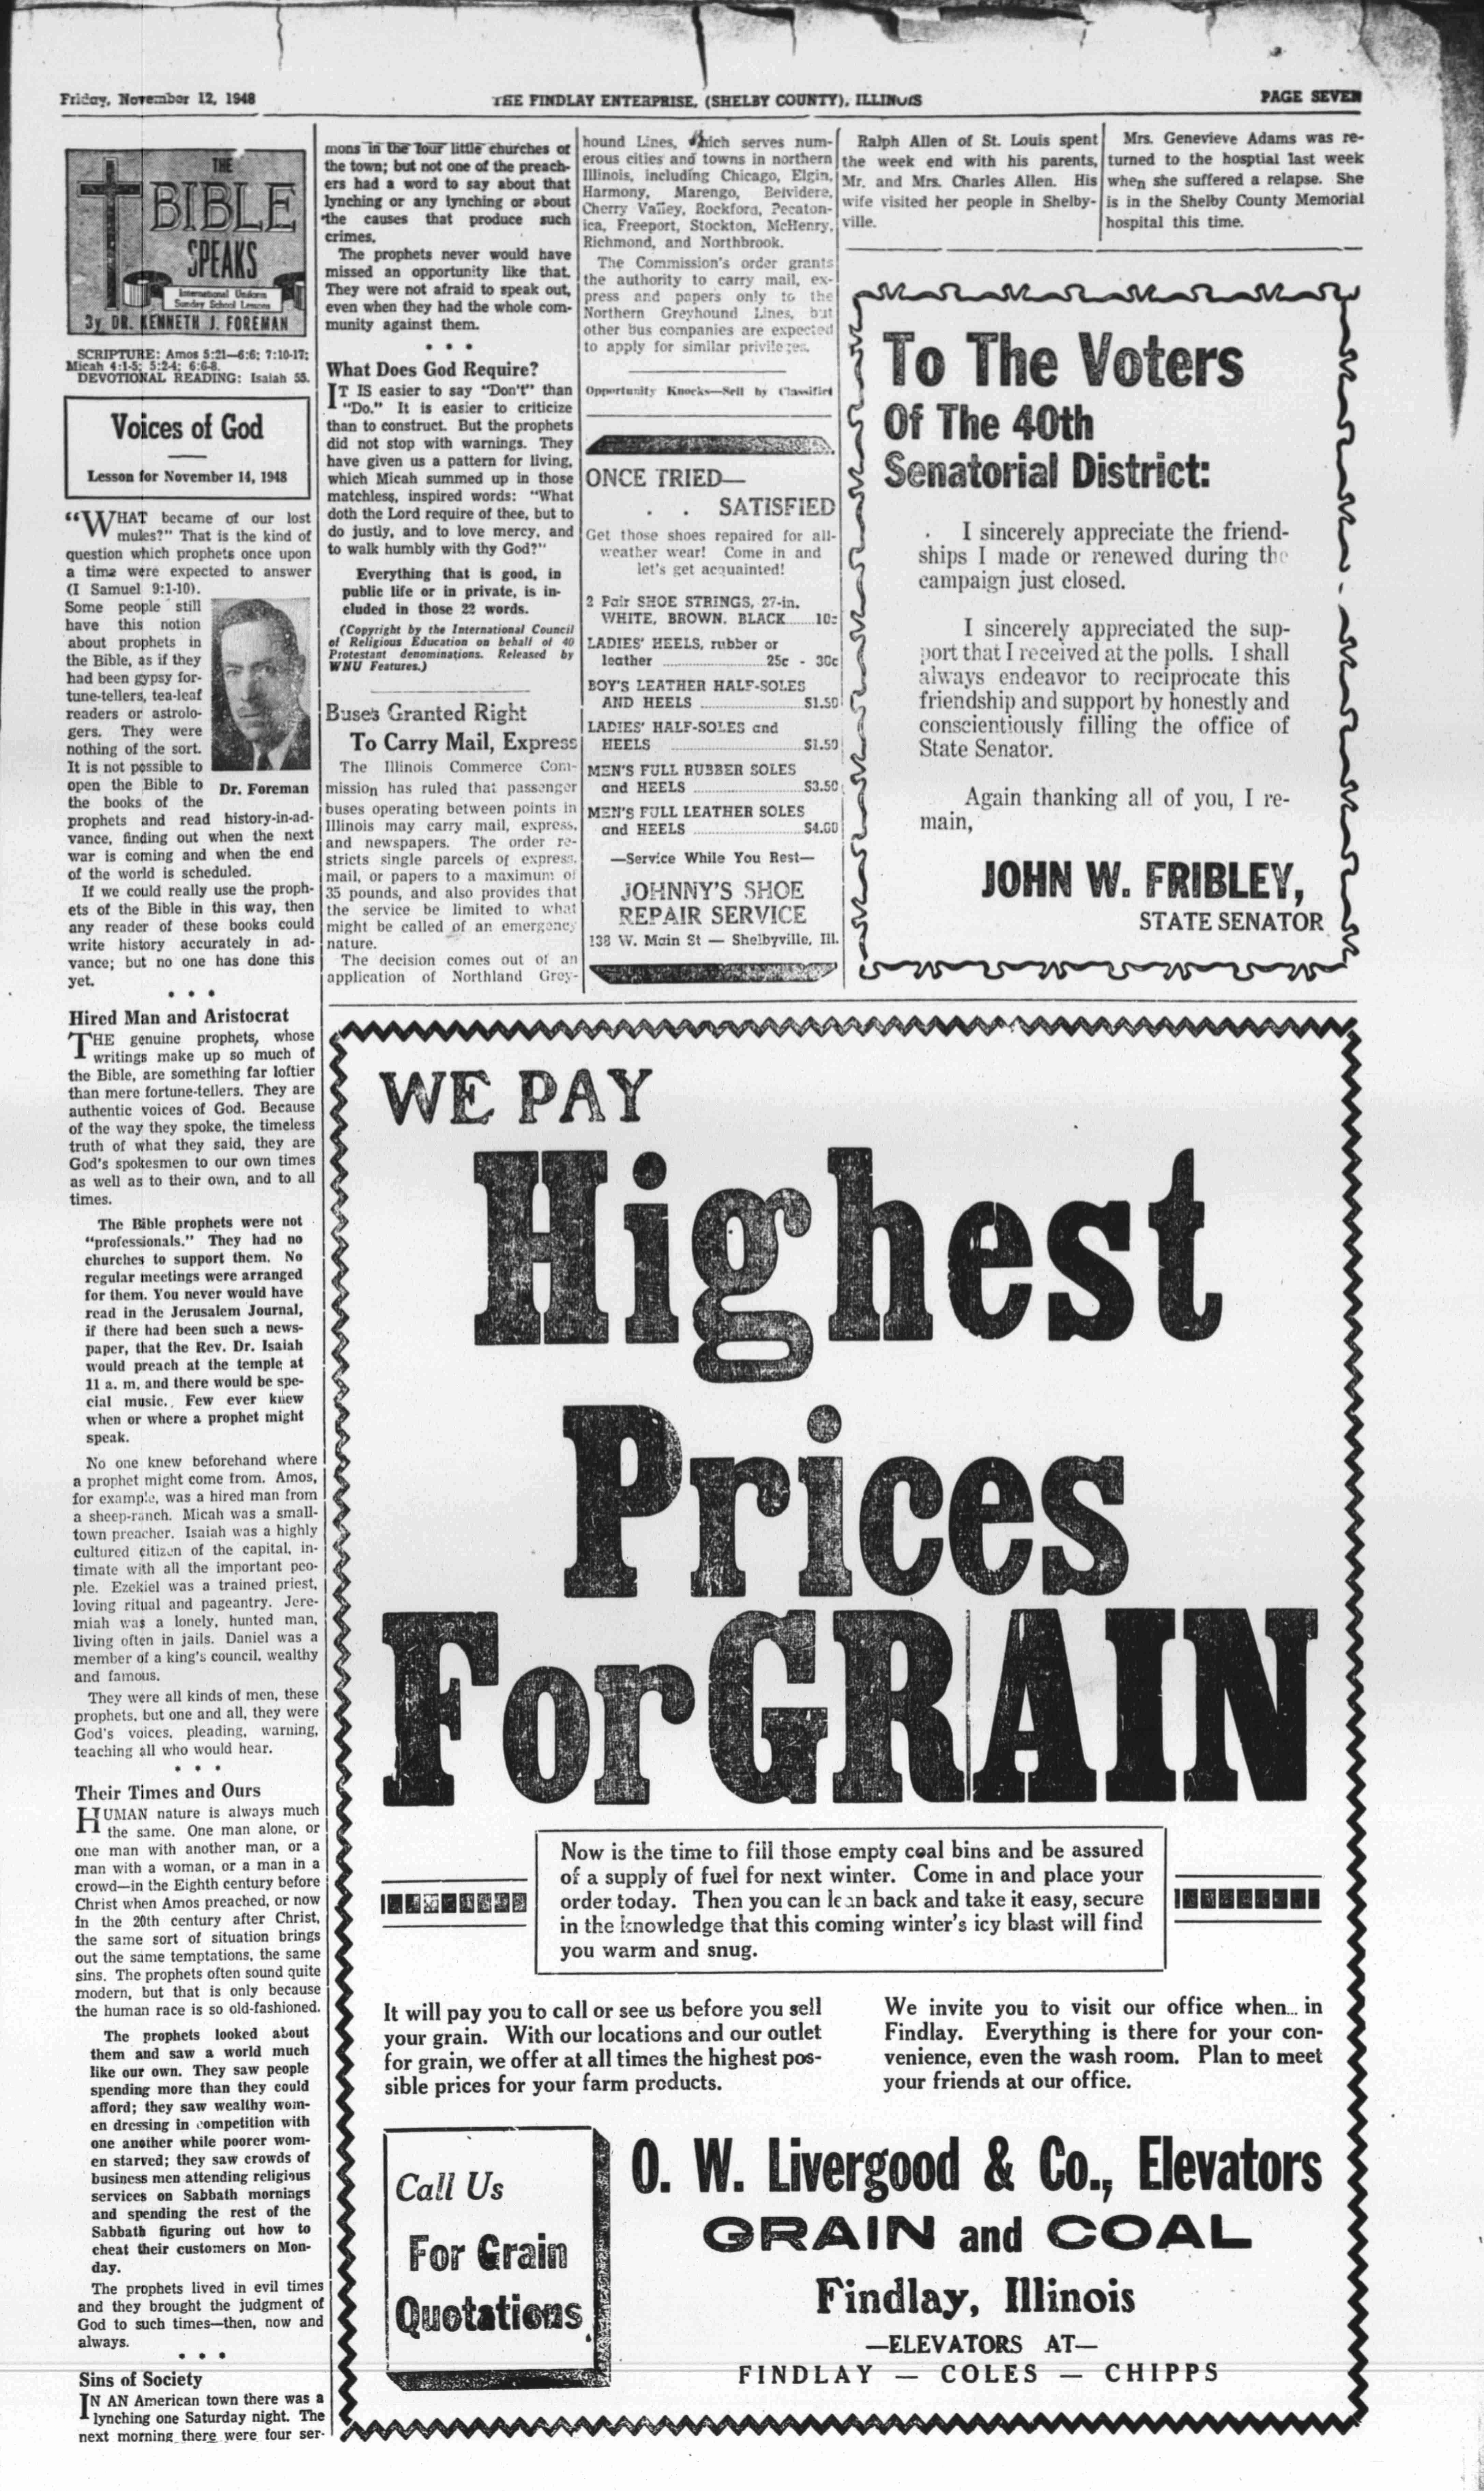 Friday, November 12, 1948
THE FINDLAY ENTERPRISE, (SHELBY COUNTY), ILLINOIS
PAGE SEVEN
THE
BIBLE
SPEAKS
International Uniform
Sunday School Lessons
By DR. KENNETH J. FOREMAN
SCRIPTURE: Amos 5:21—6:6; 7:10-17;
Micah 4:1-5; 5:2-4; 6:6-8.
DEVOTIONAL READING: Isaiah 55.
Voices of God
Lesson for November 14, 1948
"WHAT became of our lost
mules?" That is the kind of
question which prophets once upon
a time were expected to answer
(I Samuel 9:1-10).
Some people still
have this notion
about prophets in
the Bible, as if they
had been gypsy for-
tune-tellers, tea-leaf
readers or astrolo-
gers. They were
nothing of the sort.
It is not possible to
open the Bible to
the books of the
Dr. Foreman
prophets and read history-in-ad-
vance, finding out when the next
war is coming and when the end
of the world is scheduled.
If we could really use the proph-
ets of the Bible in this way, then
any reader of these books could
write history accurately in ad-
vance; but no one has done this
yet.
• • •
Hired Man and Aristocrat
THE genuine prophets, whose
writings make up so much of
the Bible, are something far loftier
than mere fortune-tellers. They are
authentic voices of God. Because
of the way they spoke, the timeless
truth of what they said, they are
God's spokesmen to our own times
as well as to their own, and to all
times.
The Bible prophets were not
"professionals." They had no
churches to support them. No
regular meetings were arranged
for them. You never would have
read in the Jerusalem Journal,
if there had been such a news-
paper, that the Rev. Dr. Isaiah
would preach at the temple at
11 a. m. and there would be spe-
cial music. Few ever knew
when or where a prophet might
speak.
No one knew beforehand where
a prophet might come from. Amos,
for example, was a hired man from
a sheep-ranch. Micah was a small-
town preacher. Isaiah was a highly
cultured citizen of the capital, in-
timate with all the important peo-
ple. Ezekiel was a trained priest,
loving ritual and pageantry. Jere-
miah was a lonely, hunted man,
living often in jails. Daniel was a
member of a king's council, wealthy
and famous.
They were all kinds of men, these
prophets, but one and all, they were
God's voices, pleading, warning,
teaching all who would hear.
• • •
Their Times and Ours
HUMAN nature is always much
the same. One man alone, or
one man with another man, or a
man with a woman, or a man in a
crowd—in the Eighth century before
Christ when Amos preached, or now
in the 20th century after Christ,
the same sort of situation brings
out the same temptations, the same
sins. The prophets often sound quite
modern, but that is only because
the human race is so old-fashioned.
The prophets looked about
them and saw a world much
like our own. They saw people
spending more than they could
afford; they saw wealthy wom-
en dressing in competition with
one another while poorer wom-
en starved; they saw crowds of
business men attending religious
services on Sabbath mornings
and spending the rest of the
Sabbath figuring out how to
cheat their customers on Mon-
day.
The prophets lived in evil times
and they brought the judgment of
God to such times—then, now and
always.
• • •
Sins of Society
IN AN American town there was a
lynching one Saturday night. The
next morning there were four ser-
mons in the four little churches of
the town; but not one of the preach-
ers had a word to say about that
lynching or any lynching or about
the causes that produce such
crimes.
The prophets never would have
missed an opportunity like that.
They were not afraid to speak out,
even when they had the whole com-
munity against them.
• • •
What Does God Require?
IT IS easier to say "Don't" than
"Do." It is easier to criticize
than to construct. But the prophets
did not stop with warnings. They
have given us a pattern for living,
which Micah summed up in those
matchless, inspired words: "What
doth the Lord require of thee, but to
do justly, and to love mercy, and
to walk humbly with thy God?"
Everything that is good, in
public life or in private, is in-
cluded in those 22 words.
(Copyright by the International Council
of Religious Education on behalf of 40
Protestant denominations. Released by
WNU Features.)
Buses Granted Right
To Carry Mail, Express
The Illinois Commerce Com-
mission has ruled that passenger
buses operating between points in
Illinois may carry mail, express,
and newspapers. The order re-
stricts single parcels of express,
mail, or papers to a maximum of
35 pounds, and also provides that
the service be limited to what
might be called of an emergency
nature.
The decision comes out of an
application of Northland Grey-
hound Lines, which serves num-
erous cities and towns in northern
Illinois, including Chicago, Elgin,
Harmony, Marengo, Belvidere,
Cherry Valley, Rockford, Pecaton-
ica, Freeport, Stockton, McHenry,
Richmond, and Northbrook.
The Commission's order grants
the authority to carry mail, ex-
press and papers only to the
Northern Greyhound Lines, but
other bus companies are expected
to apply for similar privileges.
Opportunity Knocks—Sell by Classified
ONCE TRIED—
. . SATISFIED
Get those shoes repaired for all-
weather wear! Come in and
let's get acquainted!
2 Pair SHOE STRINGS, 27-in.
WHITE, BROWN, BLACK......10c
LADIES' HEELS, rubber or
leather .................... 25c - 30c
BOY'S LEATHER HALF-SOLES
AND HEELS .................... $1.50
LADIES' HALF-SOLES and
HEELS .................... $1.50
MEN'S FULL RUBBER SOLES
and HEELS .................... $3.50
MEN'S FULL LEATHER SOLES
and HEELS .................... $4.00
—Service While You Rest—
JOHNNY'S SHOE
REPAIR SERVICE
138 W. Main St — Shelbyville, Ill.
Ralph Allen of St. Louis spent
the week end with his parents,
Mr. and Mrs. Charles Allen. His
wife visited her people in Shelby-
ville.
Mrs. Genevieve Adams was re-
turned to the hosptial last week
when she suffered a relapse. She
is in the Shelby County Memorial
hospital this time.
To The Voters
Of The 40th
Senatorial District:
I sincerely appreciate the friend-
ships I made or renewed during the
campaign just closed.
I sincerely appreciated the sup-
port that I received at the polls. I shall
always endeavor to reciprocate this
friendship and support by honestly and
conscientiously filling the office of
State Senator.
Again thanking all of you, I re-
main,
JOHN W. FRIBLEY,
STATE SENATOR
WE PAY
Highest
Prices
For GRAIN
Now is the time to fill those empty coal bins and be assured
of a supply of fuel for next winter. Come in and place your
order today. Then you can lean back and take it easy, secure
in the knowledge that this coming winter's icy blast will find
you warm and snug.
It will pay you to call or see us before you sell
your grain. With our locations and our outlet
for grain, we offer at all times the highest pos-
sible prices for your farm products.
We invite you to visit our office when... in
Findlay. Everything is there for your con-
venience, even the wash room. Plan to meet
your friends at our office.
Call Us
For Grain
Quotations
O. W. Livergood & Co., Elevators
GRAIN and COAL
Findlay, Illinois
—ELEVATORS AT—
FINDLAY — COLES — CHIPPS